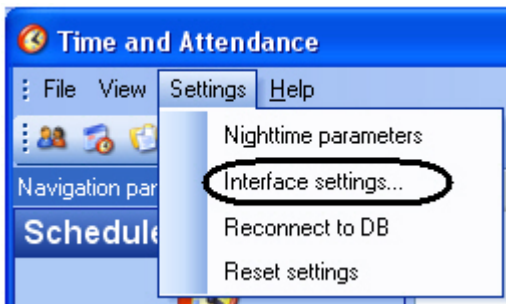 Time and Attendance
File View Settings Help
Nighttime parameters
Navigation par
Interface settings...
Schedule
Reconnect to DB
Reset settings